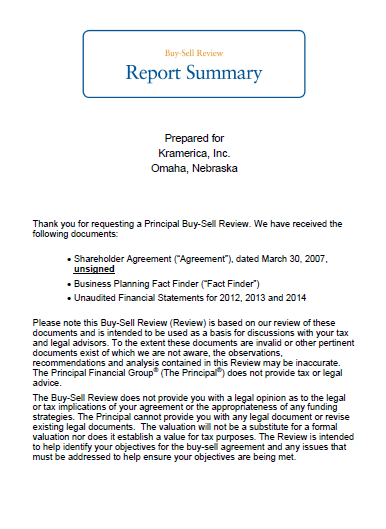 Buy-Sell Review
Report Summary
Prepared for
Kramerica, Inc.
Omaha, Nebraska
Thank you for requesting a Principal Buy-Sell Review. We have received the
following documents:
• Shareholder Agreement (“Agreement”), dated March 30, 2007,
unsigned
• Business Planning Fact Finder (“Fact Finder”)
• Unaudited Financial Statements for 2012, 2013 and 2014
Please note this Buy-Sell Review (Review) is based on our review of these
documents and is intended to be used as a basis for discussions with your tax
and legal advisors. To the extent these documents are invalid or other pertinent
documents exist of which we are not aware, the observations,
recommendations and analysis contained in this Review may be inaccurate.
The Principal Financial Group® (The Principal®) does not provide tax or legal
advice.
The Buy-Sell Review does not provide you with a legal opinion as to the legal
or tax implications of your agreement or the appropriateness of any funding
strategies. The Principal cannot provide you with any legal document or revise
existing legal documents. The valuation will not be a substitute for a formal
valuation nor does it establish a value for tax purposes. The Review is intended
to help identify your objectives for the buy-sell agreement and any issues that
must be addressed to help ensure your objectives are being met.